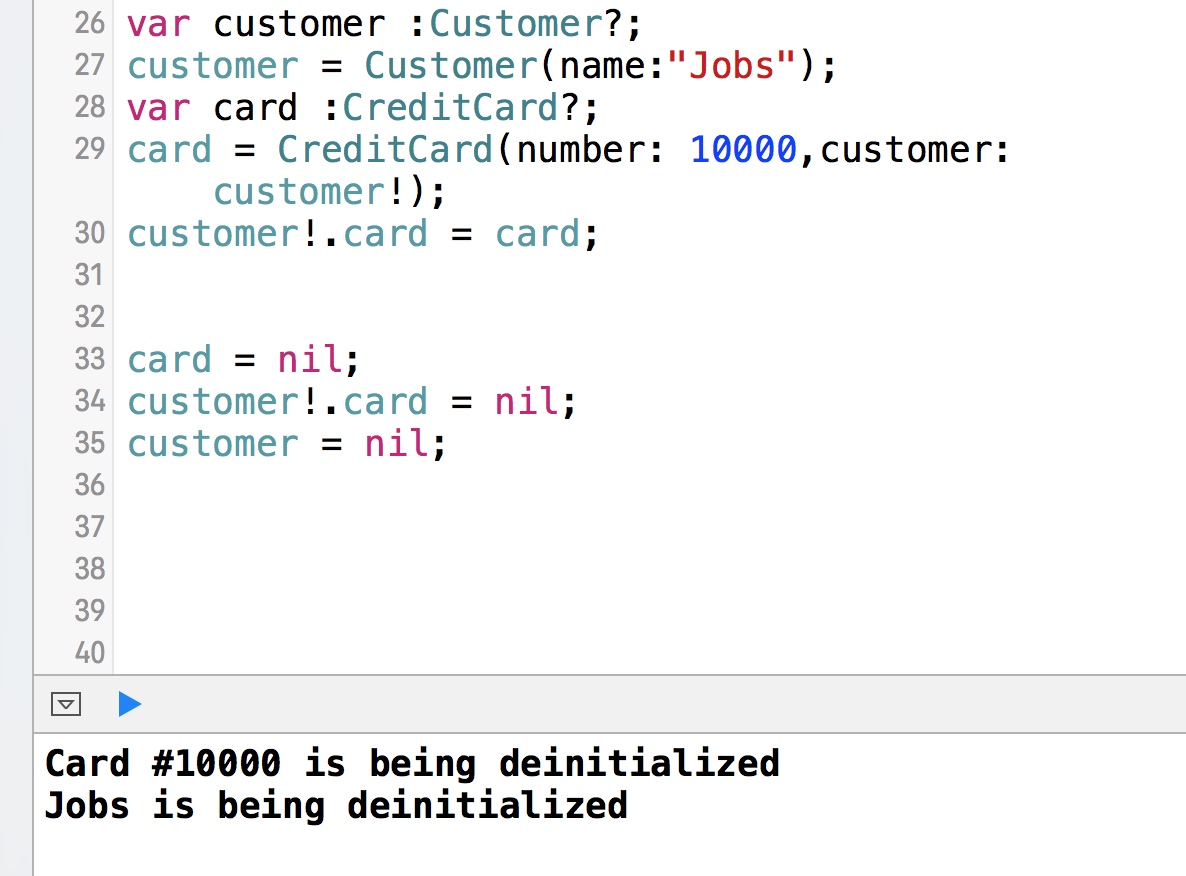 26 var customer :Customer?;
27 customer = Customer(name:"Jobs");
28 var card :CreditCard?;
29 card = CreditCard(number: 10000,customer:
customer!);
30 customer!.card = card;
31
32
33 card = nil;
34 customer!.card = nil;
35 customer = nil;
36
37
38
39
40
Card #10000 is being deinitialized
Jobs is being deinitialized